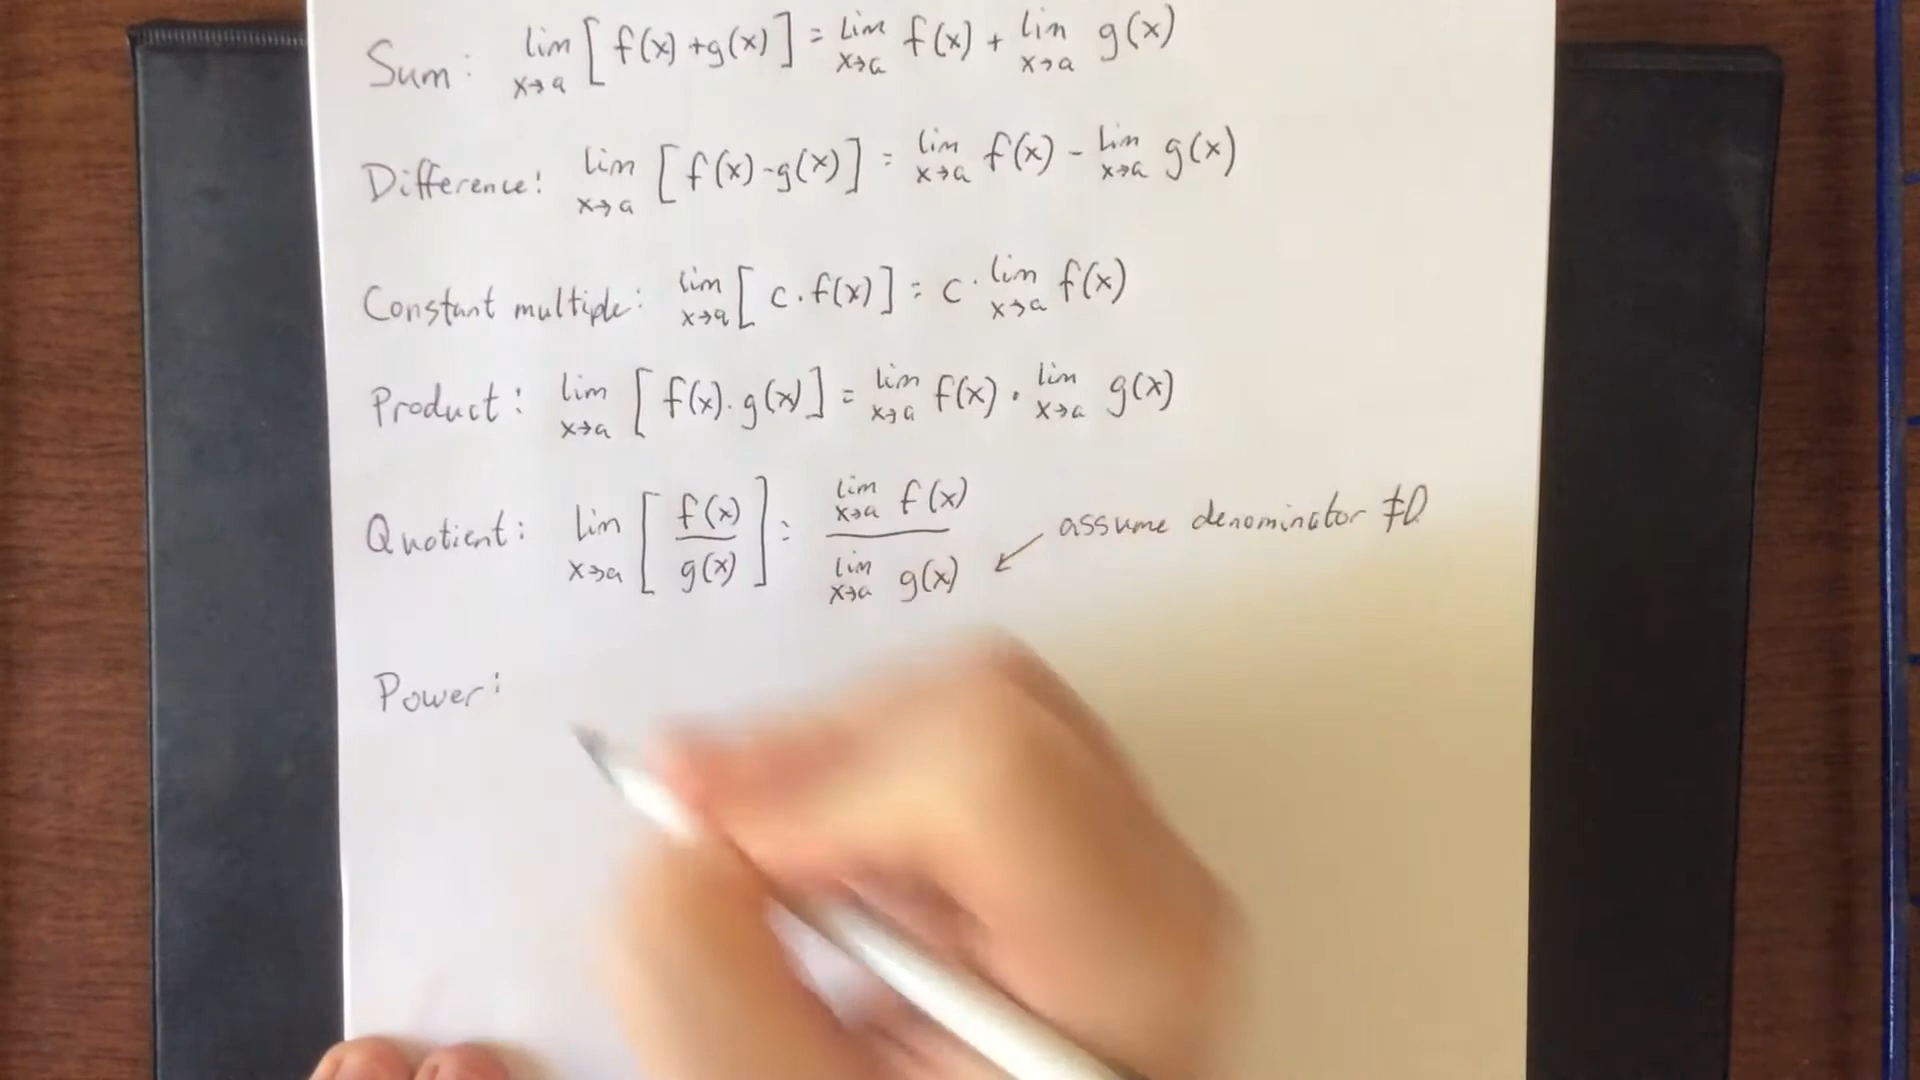 Sum: lim x→a [f(x)+g(x)] = lim x→a f(x) + lim x→a g(x)
Difference: lim x→a [f(x)-g(x)] = lim x→a f(x) - lim x→a g(x)
Constant multiple: lim x→a [c·f(x)] = c·lim x→a f(x)
Product: lim x→a [f(x)·g(x)] = lim x→a f(x) · lim x→a g(x)
Quotient: lim x→a [f(x)/g(x)] = lim x→a f(x) / lim x→a g(x) ← assume denominator ≠0
Power: